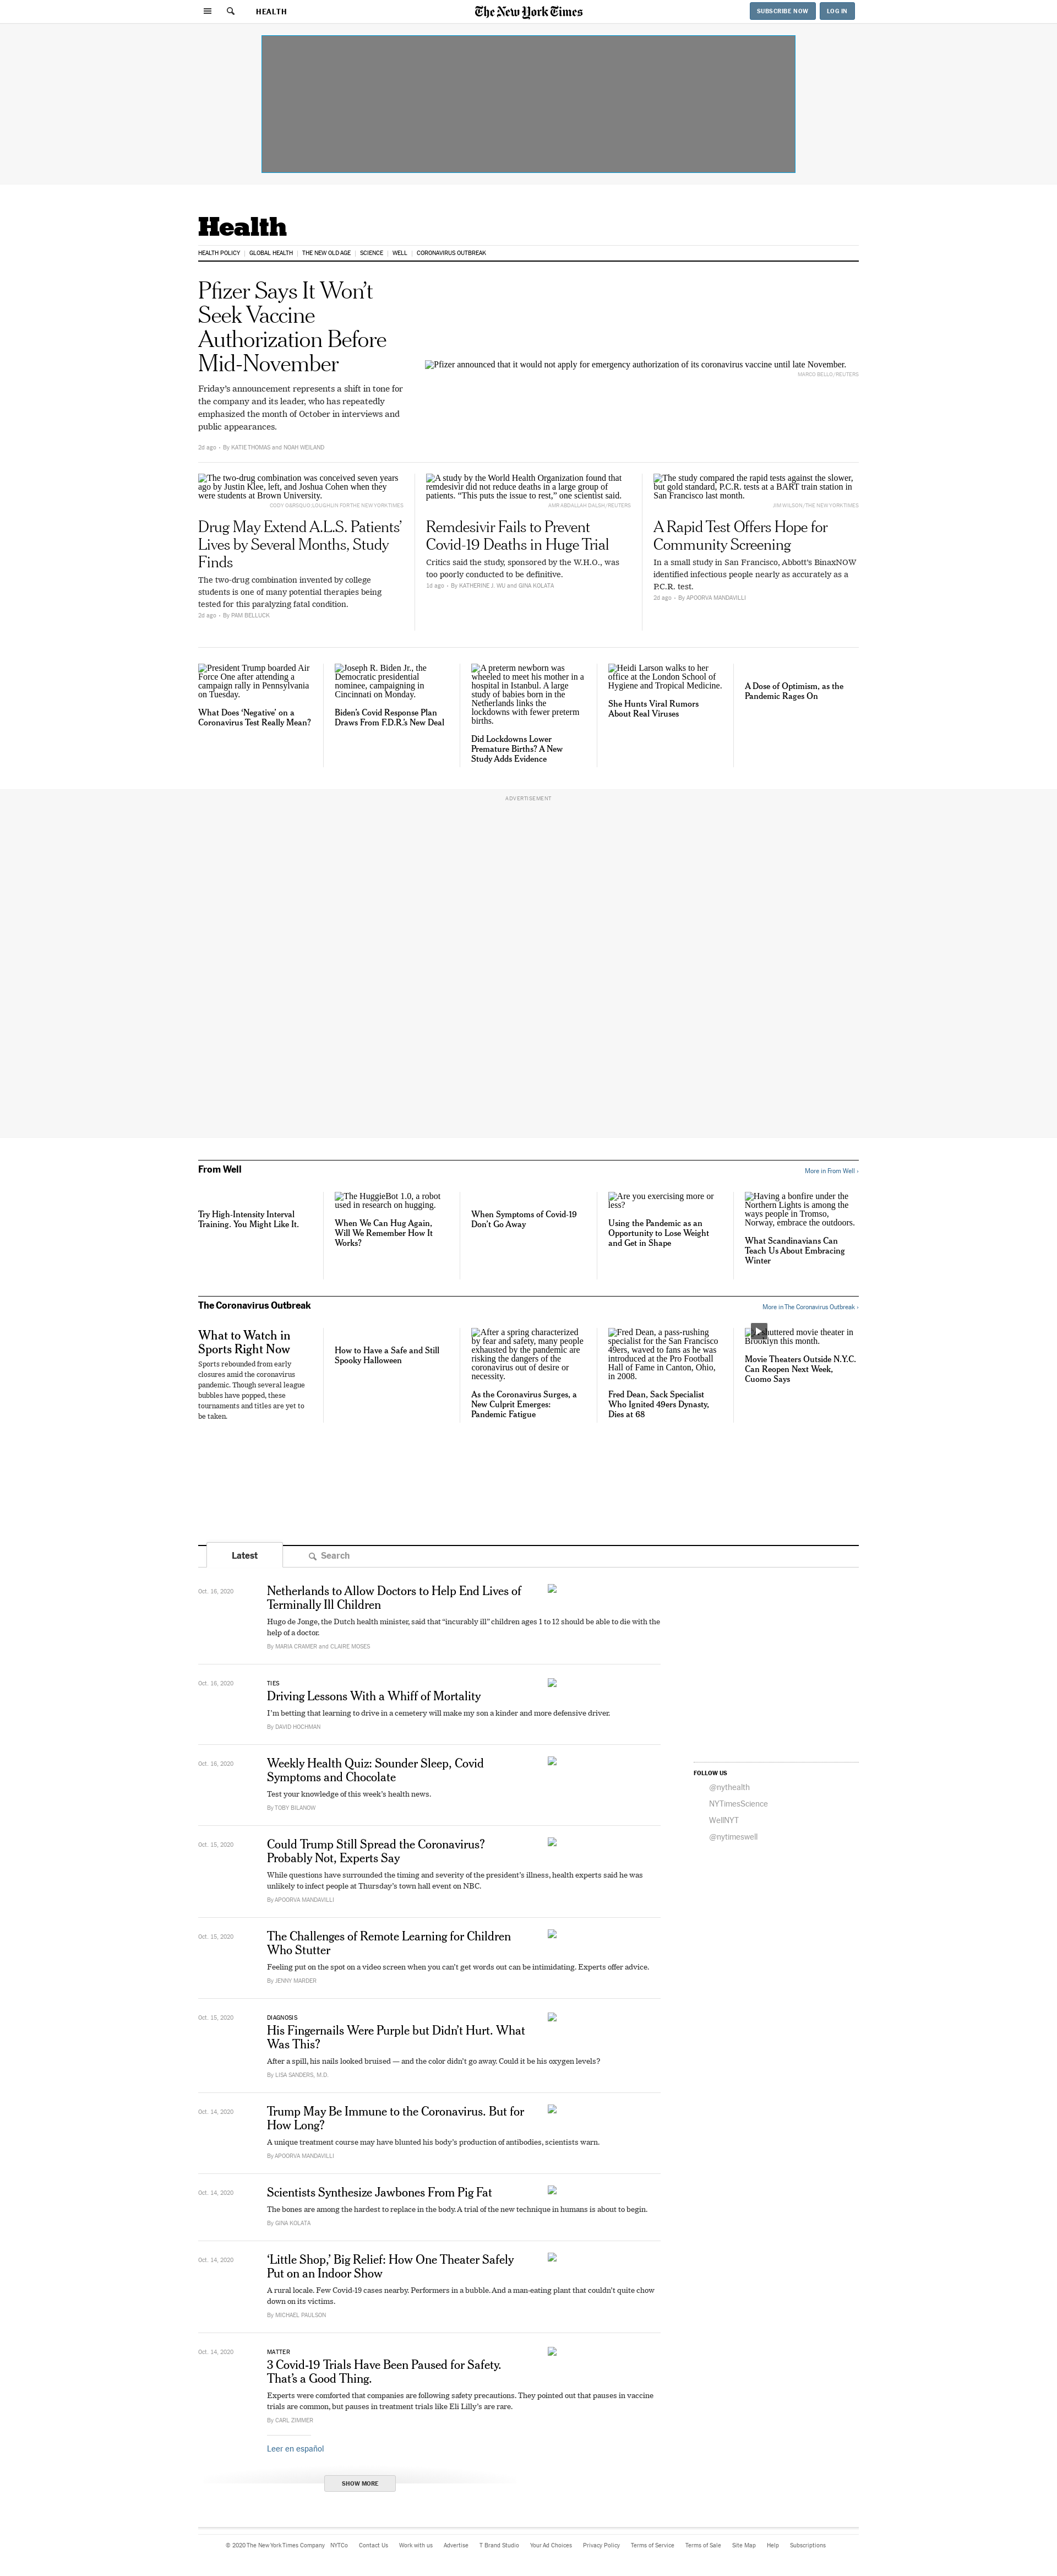 HEALTH
The New York Times
SUBSCRIBE NOW
LOG IN
Health
HEALTH POLICY
GLOBAL HEALTH
THE NEW OLD AGE
SCIENCE
WELL
CORONAVIRUS OUTBREAK
Pfizer Says It Won’t
Seek Vaccine
Authorization Before
Mid-November
Friday’s announcement represents a shift in tone for
the company and its leader, who has repeatedly
emphasized the month of October in interviews and
public appearances.
2d ago · By KATIE THOMAS and NOAH WEILAND
Pfizer announced that it would not apply for emergency authorization of its coronavirus vaccine until late November.
MARCO BELLO/REUTERS
The two-drug combination was conceived seven years
ago by Justin Klee, left, and Joshua Cohen when they
were students at Brown University.
CODY O&RSQUO;LOUGHLIN FOR THE NEW YORK TIMES
Drug May Extend A.L.S. Patients’
Lives by Several Months, Study
Finds
The two-drug combination invented by college
students is one of many potential therapies being
tested for this paralyzing fatal condition.
2d ago · By PAM BELLUCK
A study by the World Health Organization found that
remdesivir did not reduce deaths in a large group of
patients. “This puts the issue to rest,” one scientist said.
AMR ABDALLAH DALSH/REUTERS
Remdesivir Fails to Prevent
Covid-19 Deaths in Huge Trial
Critics said the study, sponsored by the W.H.O., was
too poorly conducted to be definitive.
1d ago · By KATHERINE J. WU and GINA KOLATA
The study compared the rapid tests against the slower,
but gold standard, P.C.R. tests at a BART train station in
San Francisco last month.
JIM WILSON/THE NEW YORK TIMES
A Rapid Test Offers Hope for
Community Screening
In a small study in San Francisco, Abbott’s BinaxNOW
identified infectious people nearly as accurately as a
P.C.R. test.
2d ago · By APOORVA MANDAVILLI
President Trump boarded Air
Force One after attending a
campaign rally in Pennsylvania
on Tuesday.
What Does ‘Negative’ on a
Coronavirus Test Really Mean?
Joseph R. Biden Jr., the
Democratic presidential
nominee, campaigning in
Cincinnati on Monday.
Biden’s Covid Response Plan
Draws From F.D.R.’s New Deal
A preterm newborn was
wheeled to meet his mother in a
hospital in Istanbul. A large
study of babies born in the
Netherlands links the
lockdowns with fewer preterm
births.
Did Lockdowns Lower
Premature Births? A New
Study Adds Evidence
Heidi Larson walks to her
office at the London School of
Hygiene and Tropical Medicine.
She Hunts Viral Rumors
About Real Viruses
A Dose of Optimism, as the
Pandemic Rages On
ADVERTISEMENT
From Well
More in From Well ›
Try High-Intensity Interval
Training. You Might Like It.
The HuggieBot 1.0, a robot
used in research on hugging.
When We Can Hug Again,
Will We Remember How It
Works?
When Symptoms of Covid-19
Don’t Go Away
Are you exercising more or
less?
Using the Pandemic as an
Opportunity to Lose Weight
and Get in Shape
Having a bonfire under the
Northern Lights is among the
ways people in Tromso,
Norway, embrace the outdoors.
What Scandinavians Can
Teach Us About Embracing
Winter
The Coronavirus Outbreak
More in The Coronavirus Outbreak ›
What to Watch in
Sports Right Now
Sports rebounded from early
closures amid the coronavirus
pandemic. Though several league
bubbles have popped, these
tournaments and titles are yet to
be taken.
How to Have a Safe and Still
Spooky Halloween
After a spring characterized
by fear and safety, many people
exhausted by the pandemic are
risking the dangers of the
coronavirus out of desire or
necessity.
As the Coronavirus Surges, a
New Culprit Emerges:
Pandemic Fatigue
Fred Dean, a pass-rushing
specialist for the San Francisco
49ers, waved to fans as he was
introduced at the Pro Football
Hall of Fame in Canton, Ohio,
in 2008.
Fred Dean, Sack Specialist
Who Ignited 49ers Dynasty,
Dies at 68
shuttered movie theater in
Brooklyn this month.
Movie Theaters Outside N.Y.C.
Can Reopen Next Week,
Cuomo Says
Latest
Search
Oct. 16, 2020
Netherlands to Allow Doctors to Help End Lives of
Terminally Ill Children
Hugo de Jonge, the Dutch health minister, said that “incurably ill” children ages 1 to 12 should be able to die with the
help of a doctor.
By MARIA CRAMER and CLAIRE MOSES
Oct. 16, 2020
TIES
Driving Lessons With a Whiff of Mortality
I’m betting that learning to drive in a cemetery will make my son a kinder and more defensive driver.
By DAVID HOCHMAN
Oct. 16, 2020
Weekly Health Quiz: Sounder Sleep, Covid
Symptoms and Chocolate
Test your knowledge of this week’s health news.
By TOBY BILANOW
FOLLOW US
@nythealth
NYTimesScience
WellNYT
@nytimeswell
Oct. 15, 2020
Could Trump Still Spread the Coronavirus?
Probably Not, Experts Say
While questions have surrounded the timing and severity of the president’s illness, health experts said he was
unlikely to infect people at Thursday’s town hall event on NBC.
By APOORVA MANDAVILLI
Oct. 15, 2020
The Challenges of Remote Learning for Children
Who Stutter
Feeling put on the spot on a video screen when you can’t get words out can be intimidating. Experts offer advice.
By JENNY MARDER
Oct. 15, 2020
DIAGNOSIS
His Fingernails Were Purple but Didn’t Hurt. What
Was This?
After a spill, his nails looked bruised — and the color didn’t go away. Could it be his oxygen levels?
By LISA SANDERS, M.D.
Oct. 14, 2020
Trump May Be Immune to the Coronavirus. But for
How Long?
A unique treatment course may have blunted his body’s production of antibodies, scientists warn.
By APOORVA MANDAVILLI
Oct. 14, 2020
Scientists Synthesize Jawbones From Pig Fat
The bones are among the hardest to replace in the body. A trial of the new technique in humans is about to begin.
By GINA KOLATA
Oct. 14, 2020
‘Little Shop,’ Big Relief: How One Theater Safely
Put on an Indoor Show
A rural locale. Few Covid-19 cases nearby. Performers in a bubble. And a man-eating plant that couldn’t quite chow
down on its victims.
By MICHAEL PAULSON
Oct. 14, 2020
MATTER
3 Covid-19 Trials Have Been Paused for Safety.
That’s a Good Thing.
Experts were comforted that companies are following safety precautions. They pointed out that pauses in vaccine
trials are common, but pauses in treatment trials like Eli Lilly’s are rare.
By CARL ZIMMER
Leer en español
SHOW MORE
© 2020 The New York Times Company
NYTCo
Contact Us
Work with us
Advertise
T Brand Studio
Your Ad Choices
Privacy Policy
Terms of Service
Terms of Sale
Site Map
Help
Subscriptions